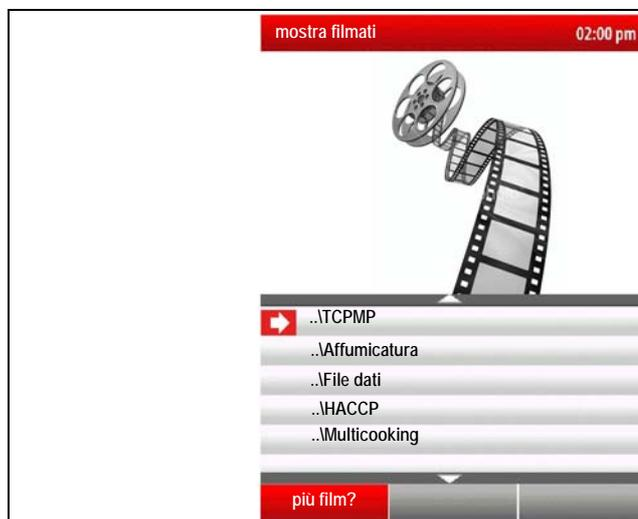 mostra filmati 02:00 pm
..\TCPMP
..\Affumicatura
..\File dati
..\HACCP
..\Multicooking
più film?